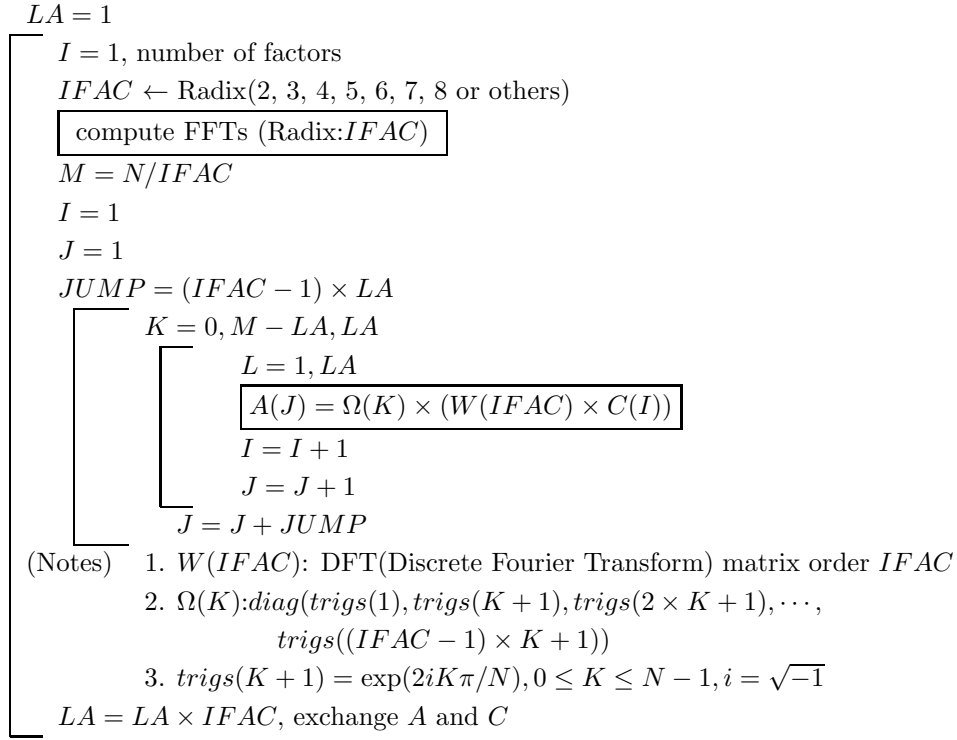 LA = 1
I = 1, number of factors
IFAC ← Radix(2, 3, 4, 5, 6, 7, 8 or others)
compute FFTs (Radix:IFAC)
M = N/IFAC
I = 1
J = 1
JUMP = (IFAC − 1) × LA
K = 0, M − LA, LA
L = 1, LA
A(J) = Ω(K) × (W(IFAC) × C(I))
I = I + 1
J = J + 1
J = J + JUMP
(Notes) 1. W(IFAC): DFT(Discrete Fourier Transform) matrix order IFAC
2. Ω(K):diag(trigs(1), trigs(K + 1), trigs(2 × K + 1), · · · ,
trigs((IFAC − 1) × K + 1))
3. trigs(K + 1) = exp(2iKπ/N), 0 ≤ K ≤ N − 1, i = √−1
LA = LA × IFAC, exchange A and C